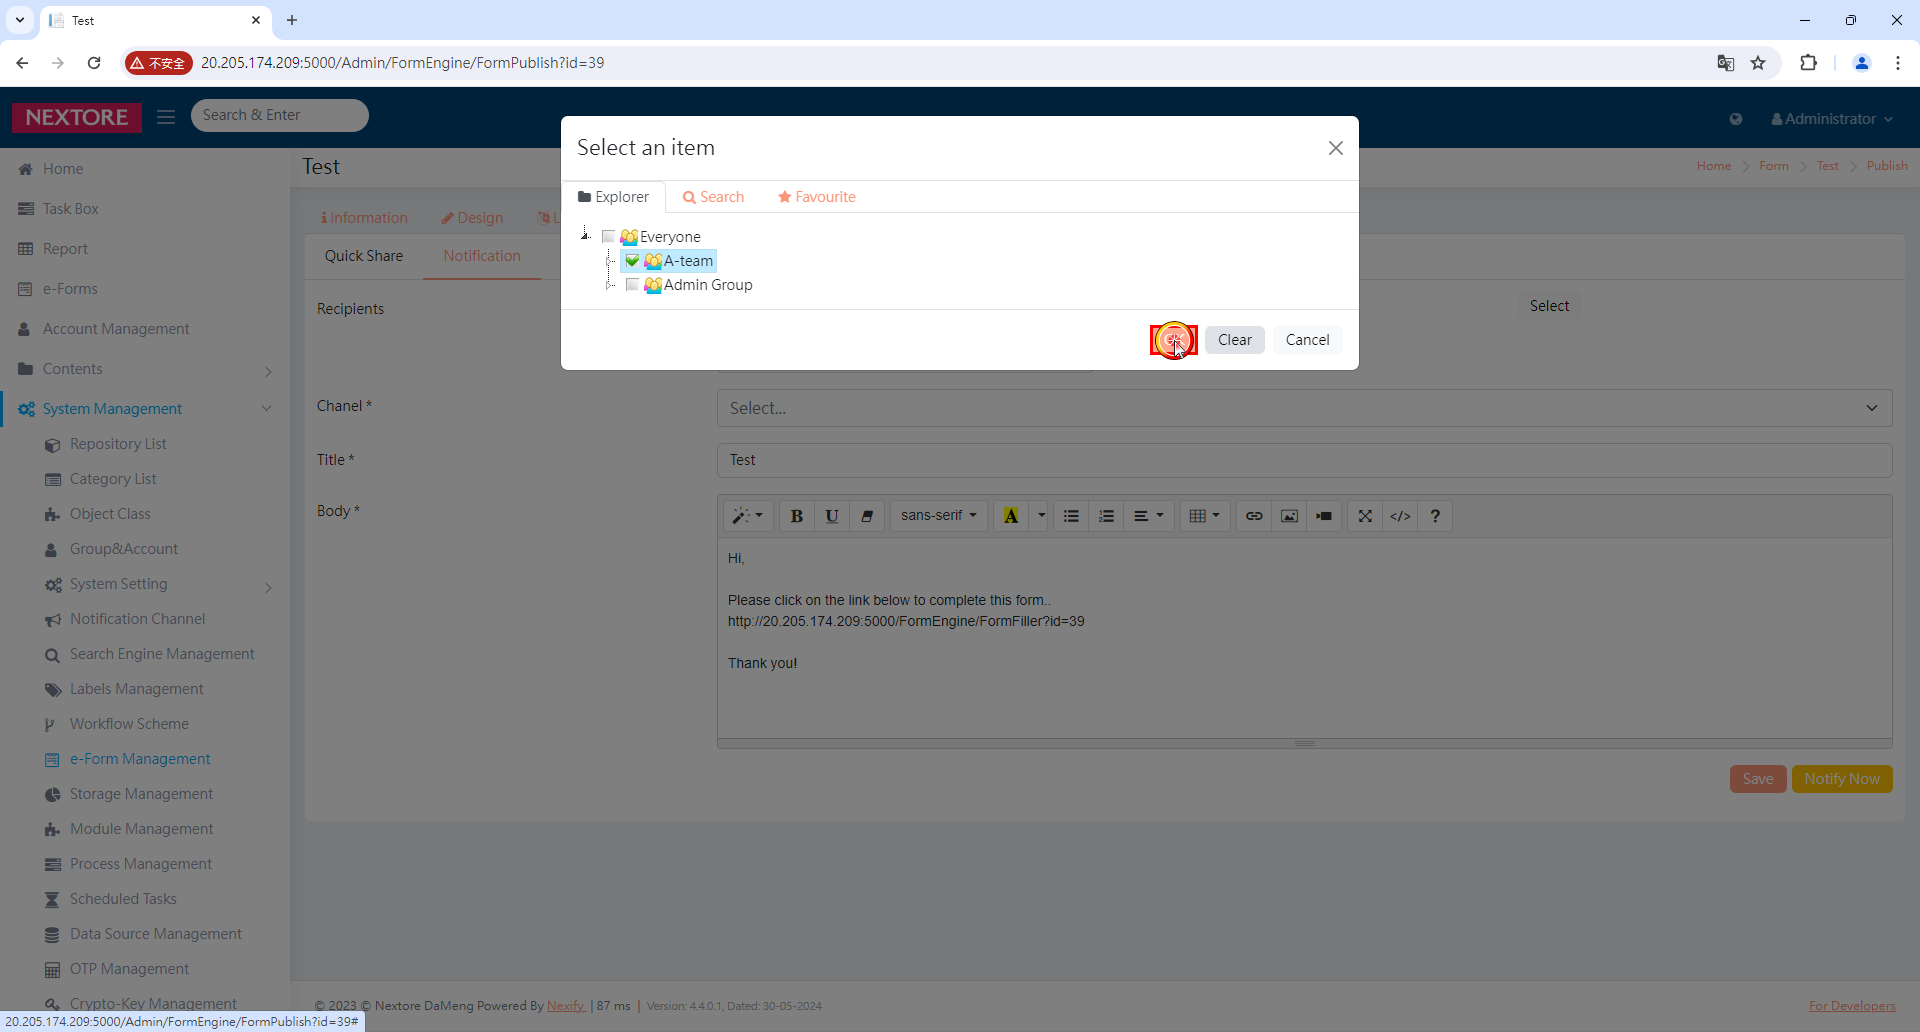 Test
不安全
20.205.174.209:5000/Admin/FormEngine/FormPublish?id=39
NEXTORE
Search & Enter
Administrator
Select an item
Explorer
Search
Favourite
Everyone
A-team
Admin Group
Clear
Cancel
Home
Task Box
Report
e-Forms
Account Management
Contents
System Management
Repository List
Category List
Object Class
Group&Account
System Setting
Notification Channel
Search Engine Management
Labels Management
Workflow Scheme
e-Form Management
Storage Management
Module Management
Process Management
Scheduled Tasks
Data Source Management
OTP Management
Crypto-Key Management
Test
Home > Form > Test > Publish
Information
Design
Quick Share
Notification
Recipients
Select
Chanel *
Select...
Title *
Test
Body *
B U sans-serif A </> ?
Hi,
Please click on the link below to complete this form..
http://20.205.174.209:5000/FormEngine/FormFiller?id=39
Thank you!
Save
Notify Now
© 2023 © Nextore DaMeng Powered By Nexify | 87 ms | Version: 4.4.0.1, Dated: 30-05-2024
For Developers
20.205.174.209:5000/Admin/FormEngine/FormPublish?id=39#